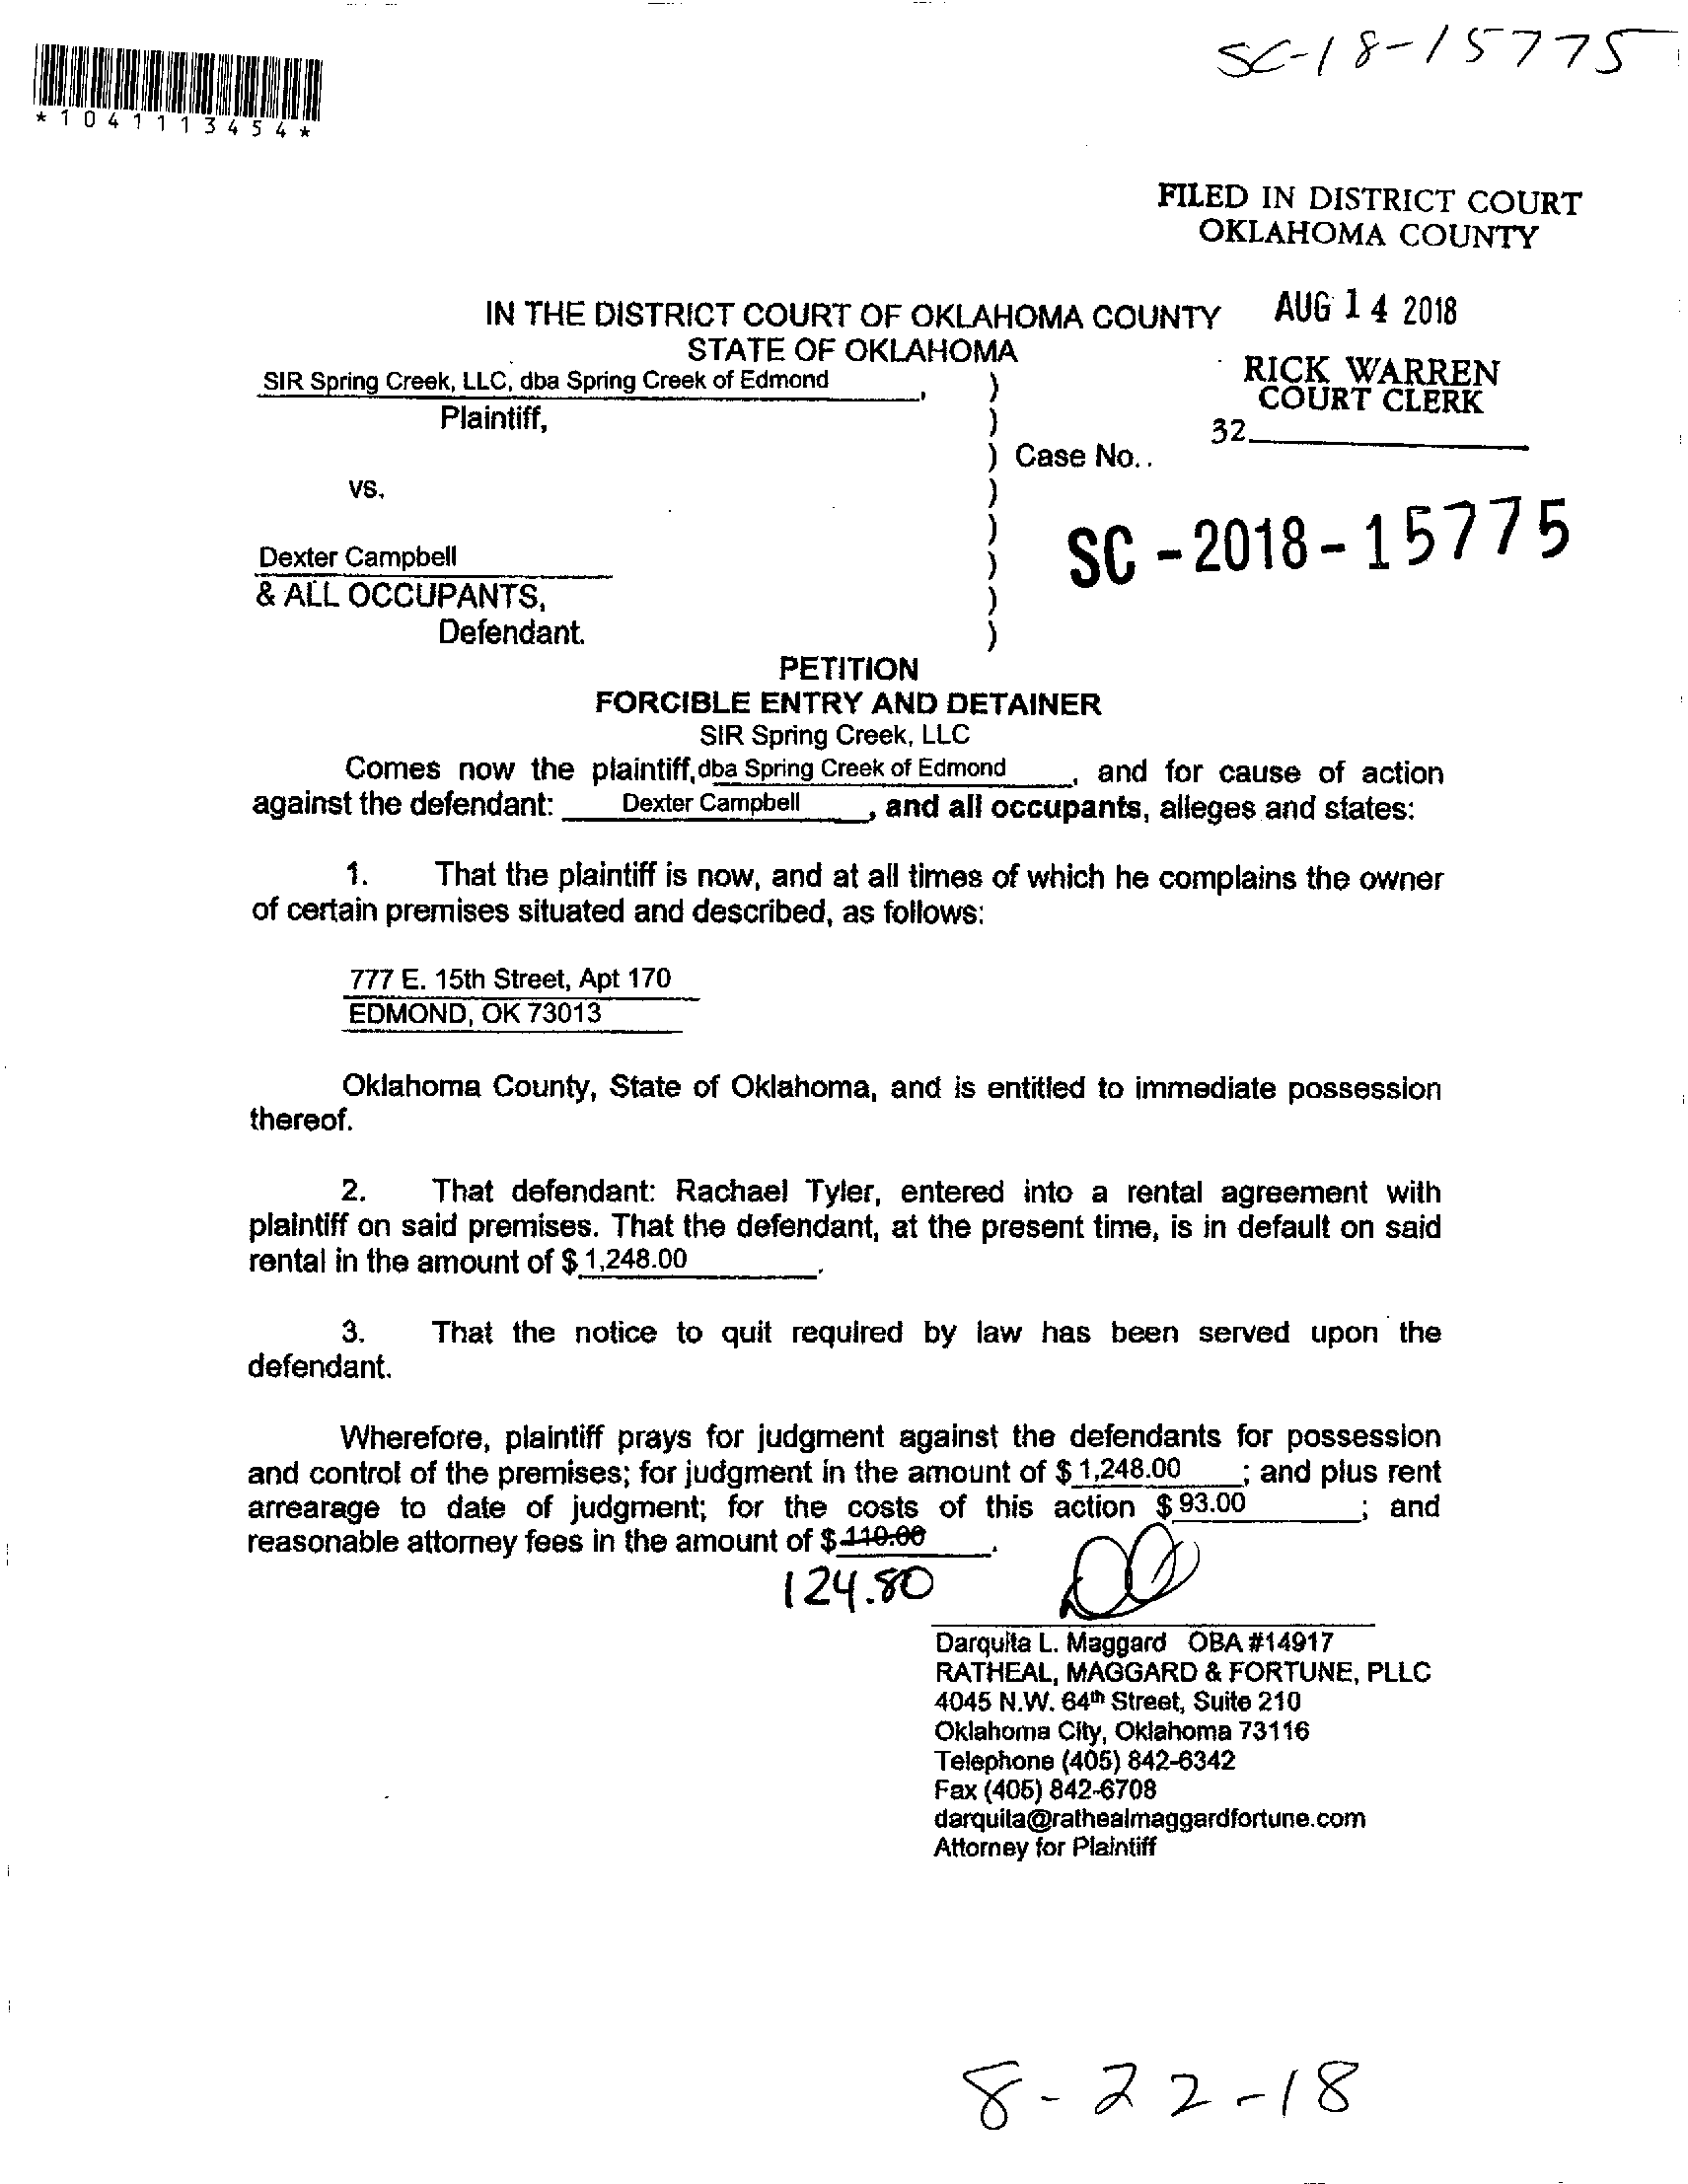 SC-18-15775
*1041113454*
FILED IN DISTRICT COURT
OKLAHOMA COUNTY
AUG 14 2018
RICK WARREN
COURT CLERK
32
IN THE DISTRICT COURT OF OKLAHOMA COUNTY
STATE OF OKLAHOMA
SIR Spring Creek, LLC, dba Spring Creek of Edmond ,
Plaintiff,
) Case No..
vs.
SC-2018-15775
Dexter Campbell
& ALL OCCUPANTS,
Defendant.
PETITION
FORCIBLE ENTRY AND DETAINER
SIR Spring Creek, LLC
Comes now the plaintiff, dba Spring Creek of Edmond , and for cause of action
against the defendant: Dexter Campbell , and all occupants, alleges and states:
1. That the plaintiff is now, and at all times of which he complains the owner
of certain premises situated and described, as follows:
777 E. 15th Street, Apt 170
EDMOND, OK 73013
Oklahoma County, State of Oklahoma, and is entitled to immediate possession
thereof.
2. That defendant: Rachael Tyler, entered into a rental agreement with
plaintiff on said premises. That the defendant, at the present time, is in default on said
rental in the amount of $ 1,248.00 .
3. That the notice to quit required by law has been served upon the
defendant.
Wherefore, plaintiff prays for judgment against the defendants for possession
and control of the premises; for judgment in the amount of $ 1,248.00 ; and plus rent
arrearage to date of judgment; for the costs of this action $ 93.00 ; and
reasonable attorney fees in the amount of $ 110.00 .
124.80
Darquita L. Maggard OBA #14917
RATHEAL, MAGGARD & FORTUNE, PLLC
4045 N.W. 64th Street, Suite 210
Oklahoma City, Oklahoma 73116
Telephone (405) 842-6342
Fax (405) 842-6708
darquita@rathealmaggardfortune.com
Attorney for Plaintiff
8-22-18